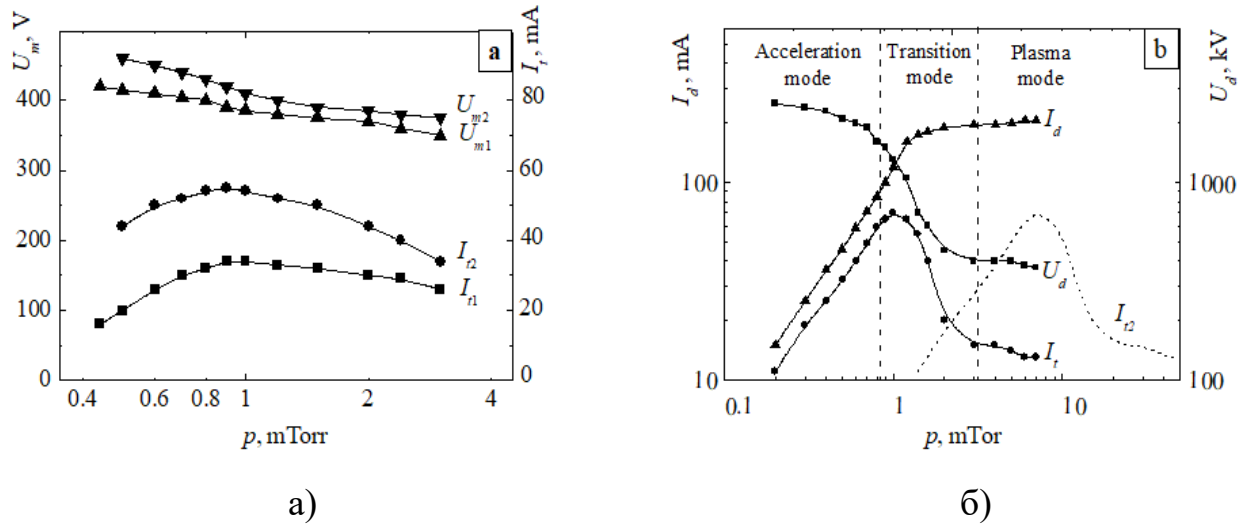 U_m, V
400
300
250
200
100
0
0.4
0.6
0.8
1
2
4
p, mTorr
a
U_m2
U_m1
I_t2
I_t1
I_t, mA
80
60
40
20
0
а)
I_d, mA
100
10
0.1
1
10
p, mTor
Acceleration
mode
Transition
mode
Plasma
mode
b
I_d
U_d
I_t2
I_t
U_d, kV
1000
100
б)